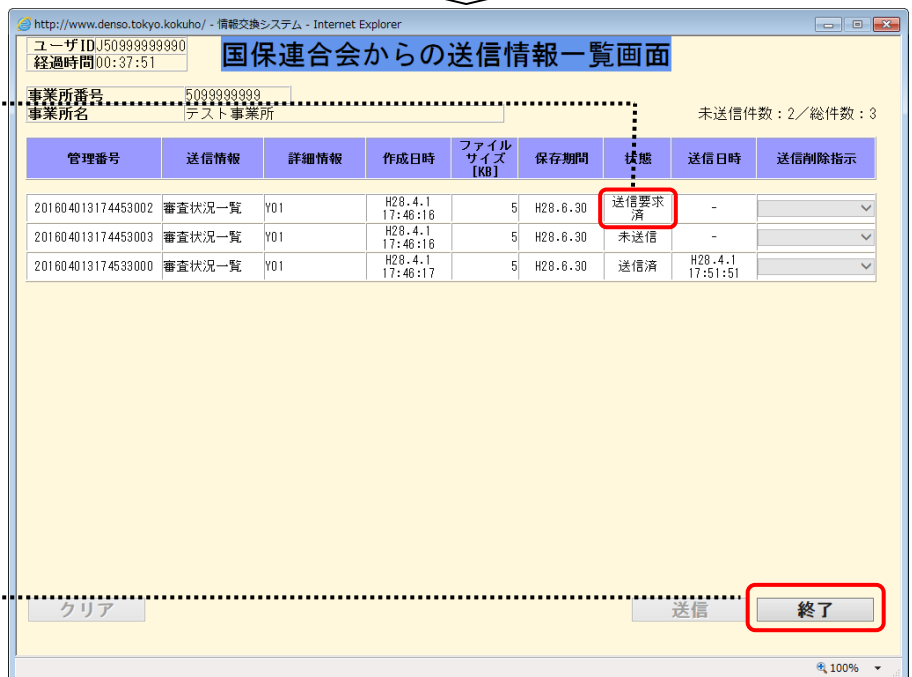 http://www.denso.tokyo.kokuho/ - 情報交換システム - Internet Explorer
ユーザID J50999999990
経過時間 00:37:51
国保連合会からの送信情報一覧画面
事業所番号 5099999999
事業所名 テスト事業所
未送信件数：2／総件数：3
管理番号 送信情報 詳細情報 作成日時 ファイルサイズ[KB] 保存期間 状態 送信日時 送信削除指示
201604013174453002 審査状況一覧 Y01 H28.4.1 17:46:16 5 H28.6.30 送信要求済 -
201604013174453003 審査状況一覧 Y01 H28.4.1 17:46:16 5 H28.6.30 未送信 -
201604013174533000 審査状況一覧 Y01 H28.4.1 17:46:17 5 H28.6.30 送信済 H28.4.1 17:51:51
クリア 送信 終了
100%